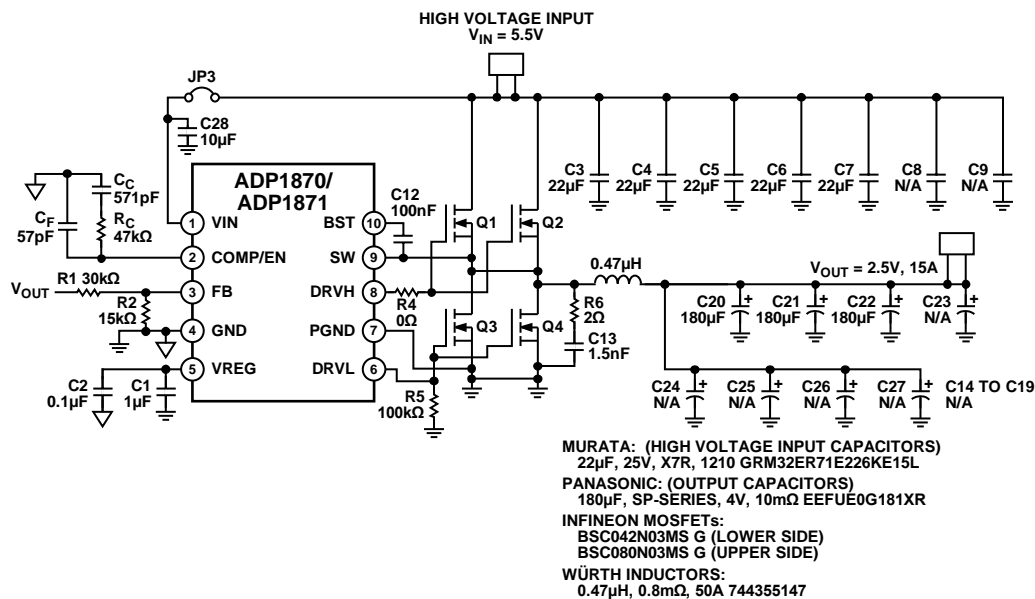 HIGH VOLTAGE INPUT
VIN = 5.5V
JP3
C28
10µF
C3
22µF
C4
22µF
C5
22µF
C6
22µF
C7
22µF
C8
N/A
C9
N/A
ADP1870/
ADP1871
CC
571pF
CF
57pF
RC
47kΩ
C12
100nF
1
VIN
BST
10
Q1
Q2
2
COMP/EN
SW
9
0.47µH
VOUT = 2.5V, 15A
VOUT
R1 30kΩ
3
FB
DRVH
8
R4
0Ω
R6
2Ω
C20
180µF
+
C21
180µF
+
C22
180µF
+
C23
N/A
+
R2
15kΩ
4
GND
PGND
7
Q3
Q4
C13
1.5nF
5
VREG
DRVL
6
C2
0.1µF
C1
1µF
R5
100kΩ
C24
N/A
+
C25
N/A
+
C26
N/A
+
C27
N/A
+
C14 TO C19
N/A
MURATA: (HIGH VOLTAGE INPUT CAPACITORS)
22µF, 25V, X7R, 1210 GRM32ER71E226KE15L
PANASONIC: (OUTPUT CAPACITORS)
180µF, SP-SERIES, 4V, 10mΩ EEFUE0G181XR
INFINEON MOSFETs:
BSC042N03MS G (LOWER SIDE)
BSC080N03MS G (UPPER SIDE)
WÜRTH INDUCTORS:
0.47µH, 0.8mΩ, 50A 744355147